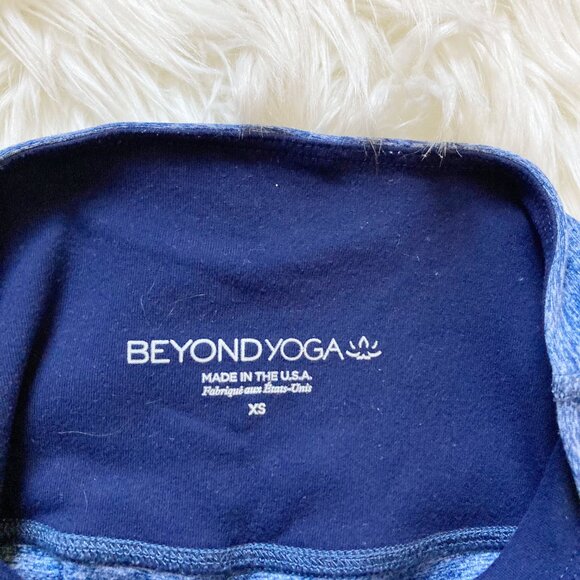 BEYOND YOGA
MADE IN THE U.S.A.
Fabriqué aux États-Unis
XS